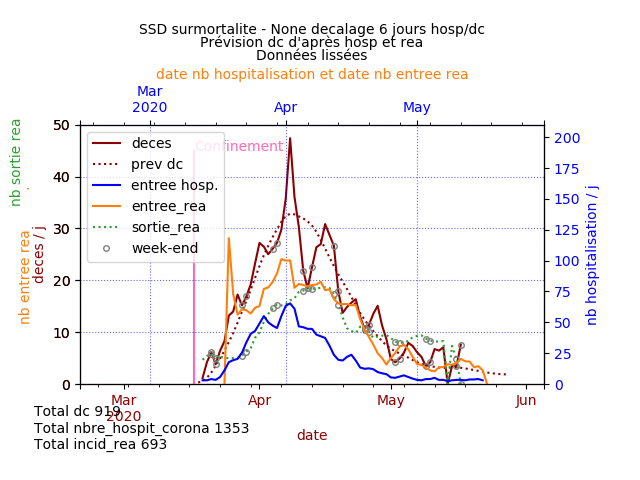 SSD surmortalite - None decalage 6 jours hosp/dc
Prévision dc d'après hosp et rea
Données lissées
date nb hospitalisation et date nb entree rea
Mar
2020
Apr
May
nb sortie rea
.
nb entree rea
deces / j
50
40
30
20
10
0
Confinement
deces
prev dc
entree hosp.
entree_rea
sortie_rea
week-end
200
175
150
125
100
75
50
25
0
nb hospitalisation / j
Mar
2020
Apr
May
Jun
date
Total dc 919
Total nbre_hospit_corona 1353
Total incid_rea 693